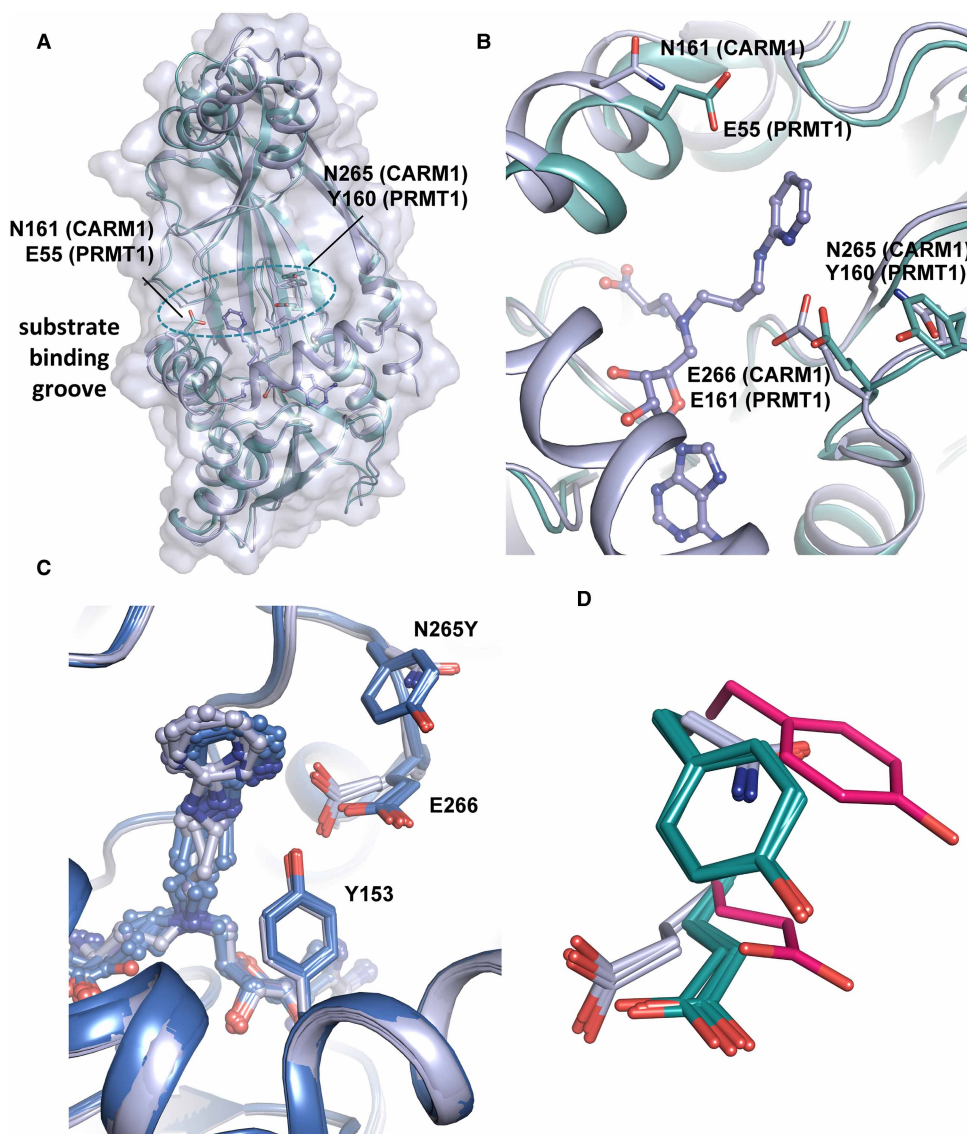 A
N265 (CARM1)
Y160 (PRMT1)
N161 (CARM1)
E55 (PRMT1)
substrate
binding
groove
B
N161 (CARM1)
E55 (PRMT1)
N265 (CARM1)
Y160 (PRMT1)
E266 (CARM1)
E161 (PRMT1)
C
N265Y
E266
Y153
D